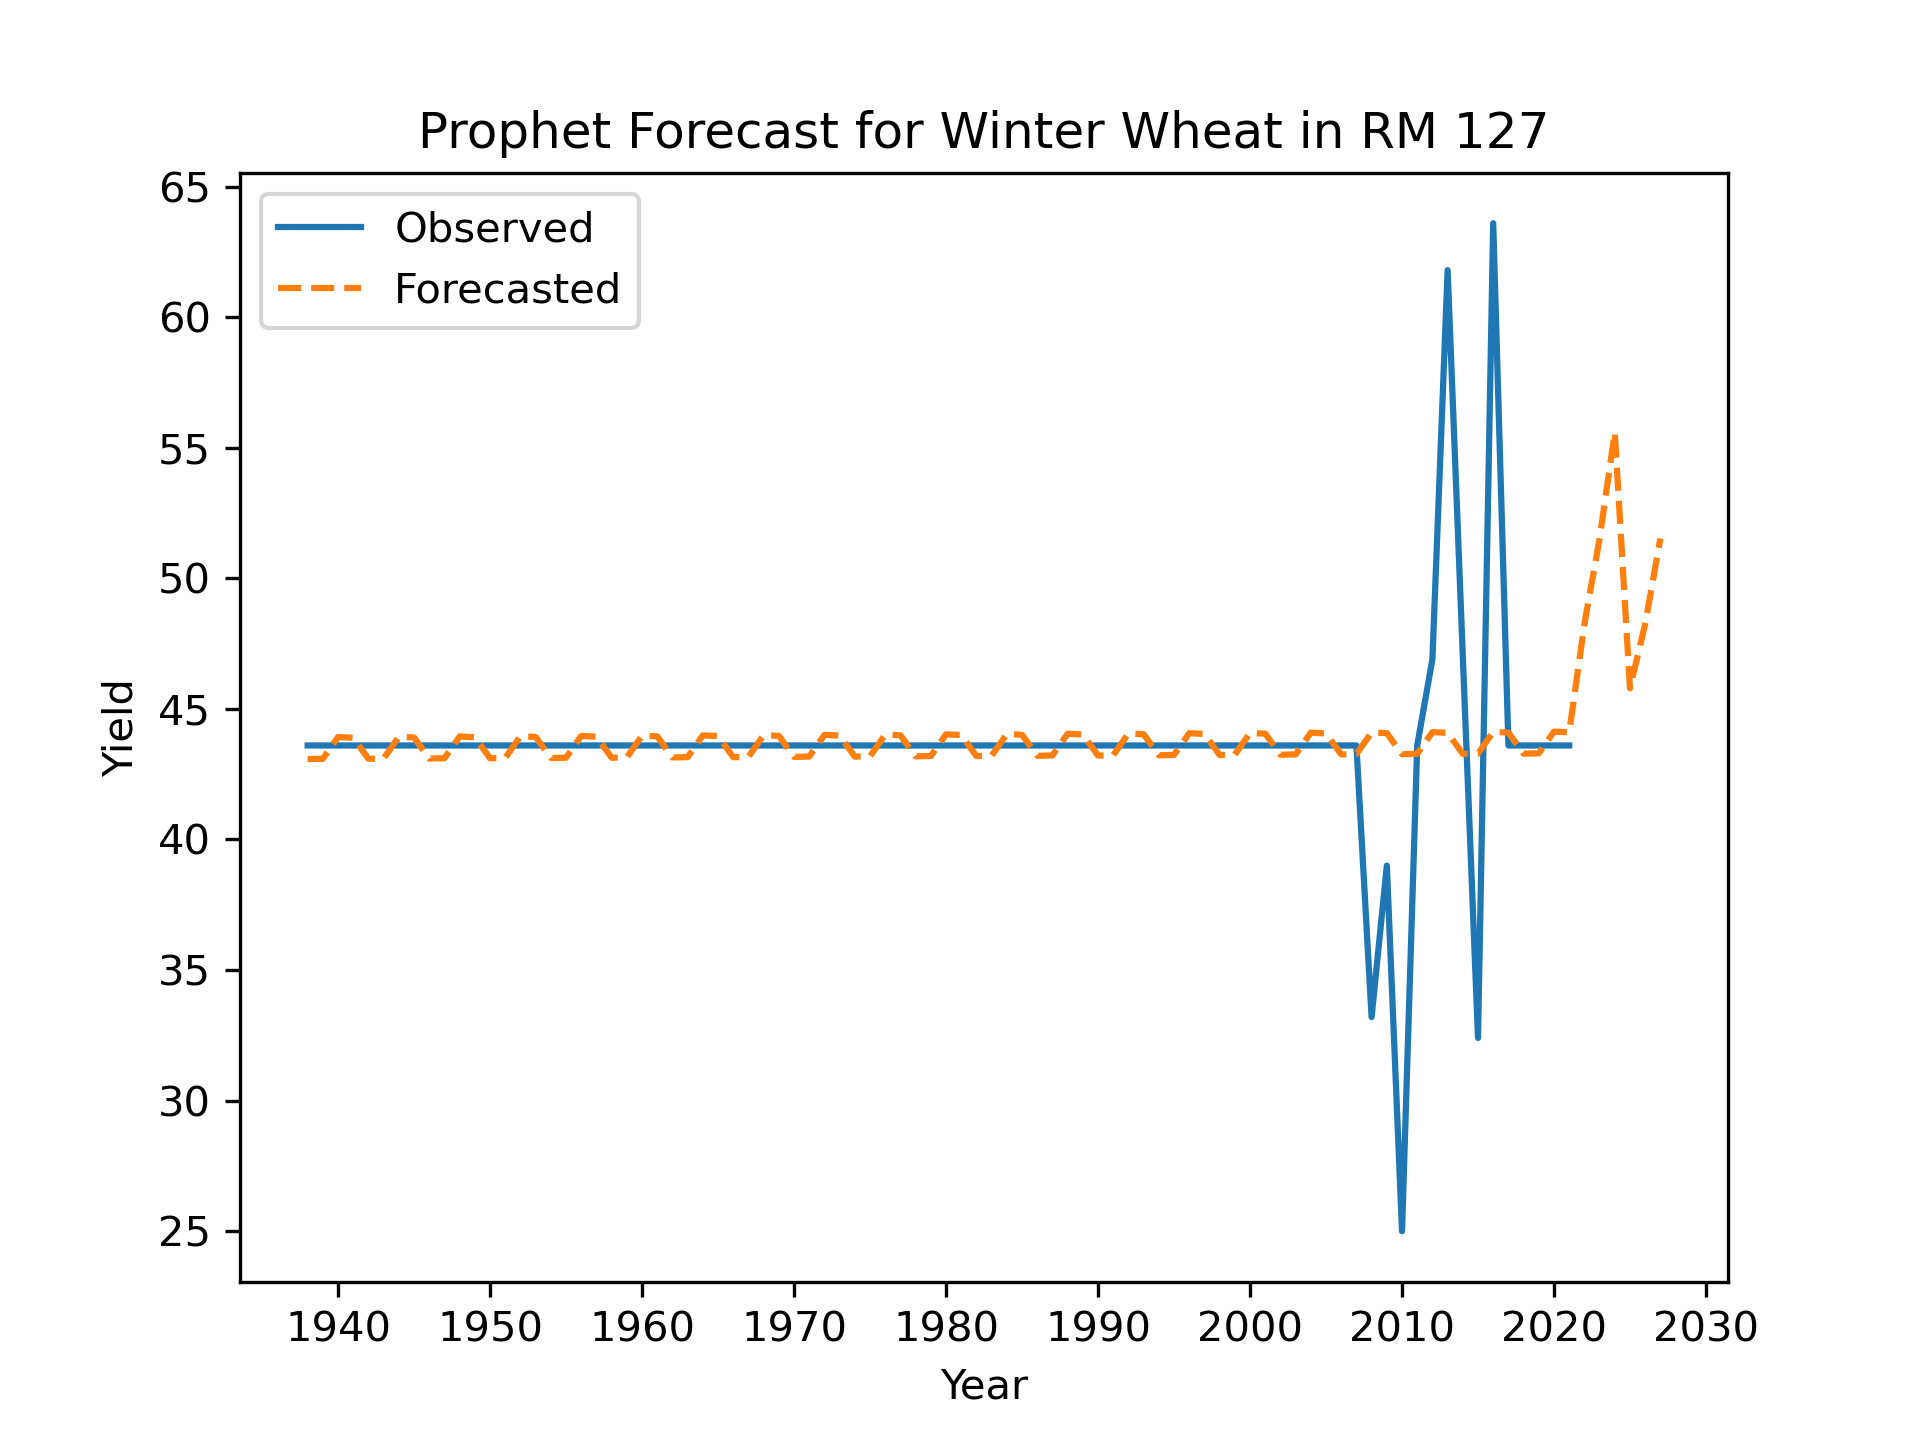 Prophet Forecast for Winter Wheat in RM 127
65
60
55
50
45
40
35
30
25
Observed
Forecasted
Yield
1940 1950 1960 1970 1980 1990 2000 2010 2020 2030
Year